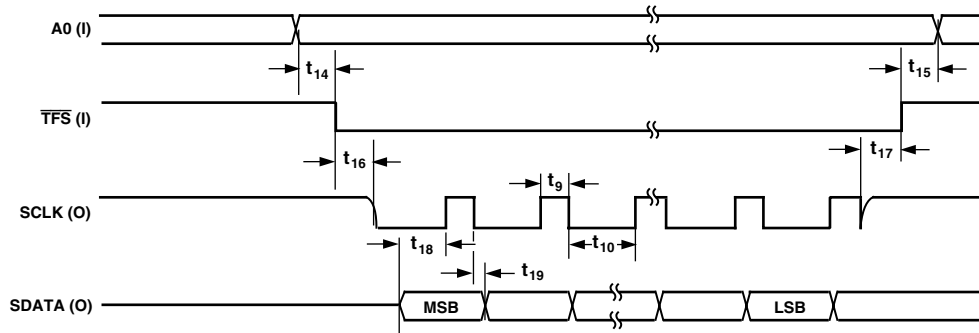 A0 (I)
t14
t15
TFS (I)
t16
t17
t9
SCLK (O)
t18
t10
t19
SDATA (O)
MSB
LSB